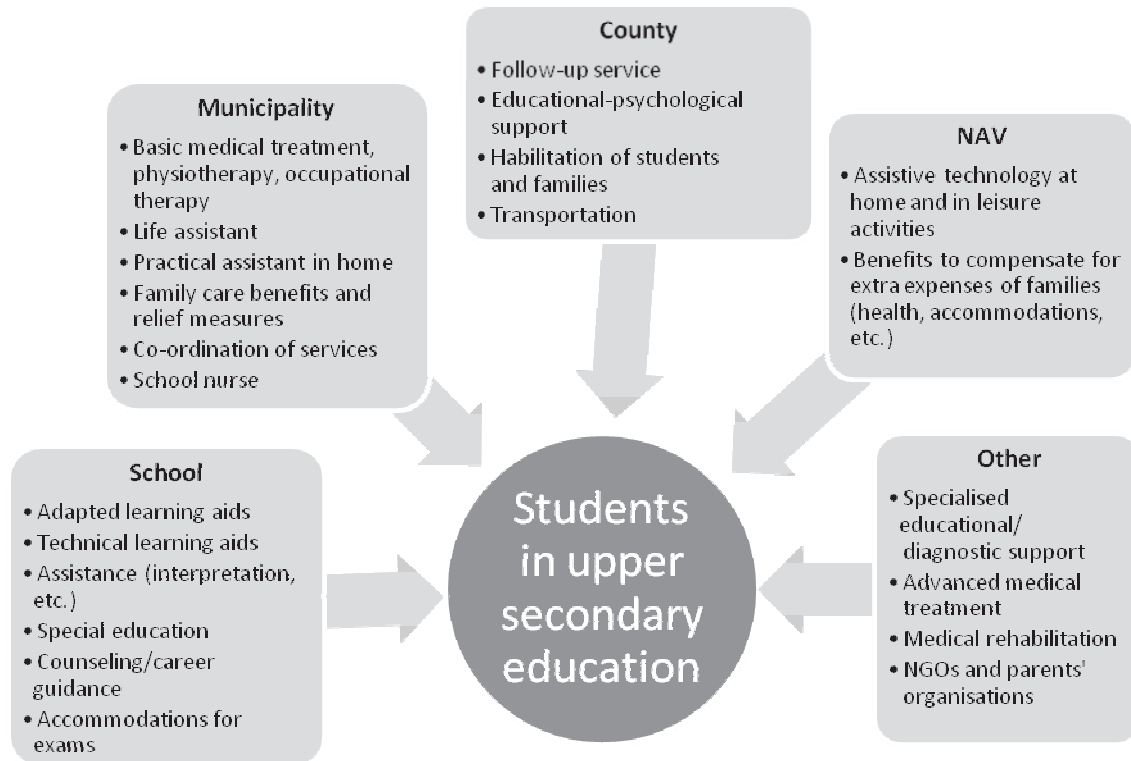 County
• Follow-up service
• Educational-psychological
support
• Habilitation of students
and families
• Transportation
Municipality
• Basic medical treatment,
physiotherapy, occupational
therapy
• Life assistant
• Practical assistant in home
• Family care benefits and
relief measures
• Co-ordination of services
• School nurse
NAV
• Assistive technology at
home and in leisure
activities
• Benefits to compensate for
extra expenses of families
(health, accommodations,
etc.)
School
• Adapted learning aids
• Technical learning aids
• Assistance (interpretation,
etc.)
• Special education
• Counseling/career
guidance
• Accommodations for
exams
Students
in upper
secondary
education
Other
• Specialised
educational/
diagnostic support
• Advanced medical
treatment
• Medical rehabilitation
• NGOs and parents'
organisations